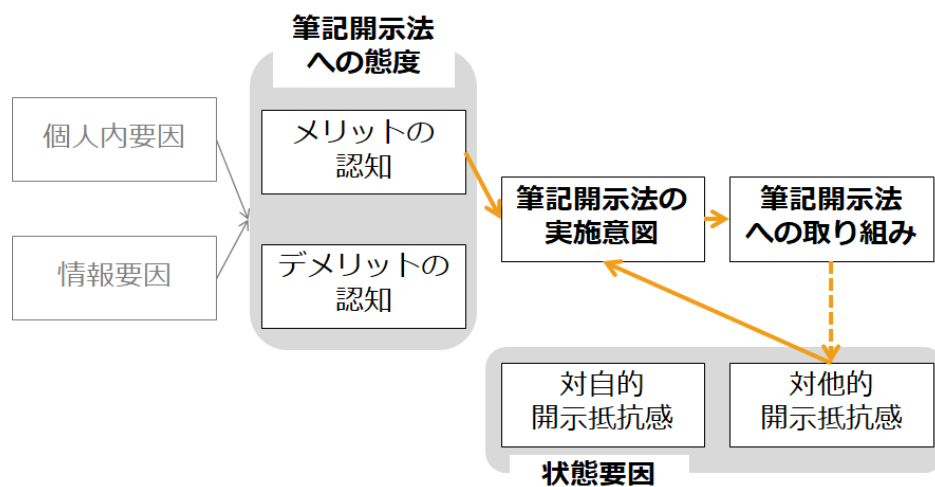 筆記開示法
への態度
個人内要因
情報要因
メリットの
認知
デメリットの
認知
筆記開示法の
実施意図
筆記開示法
への取り組み
対自的
開示抵抗感
対他的
開示抵抗感
状態要因